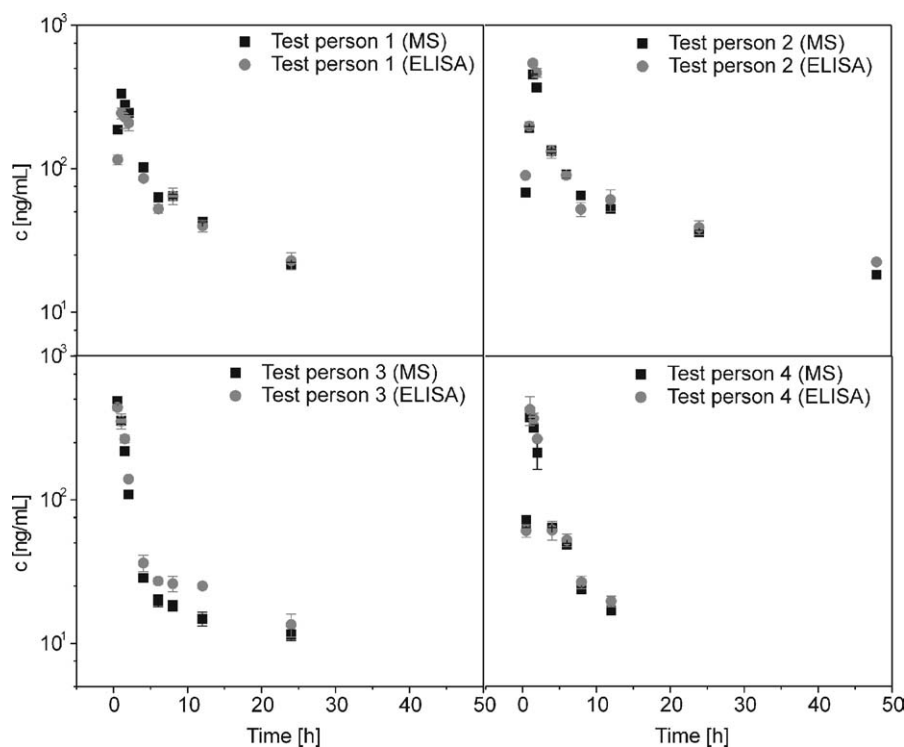 10³
Test person 1 (MS)
Test person 1 (ELISA)
Test person 2 (MS)
Test person 2 (ELISA)
10²
c [ng/mL]
10¹
10³
Test person 3 (MS)
Test person 3 (ELISA)
Test person 4 (MS)
Test person 4 (ELISA)
10²
c [ng/mL]
10¹
0 10 20 30 40 50 0 10 20 30 40 50
Time [h] Time [h]